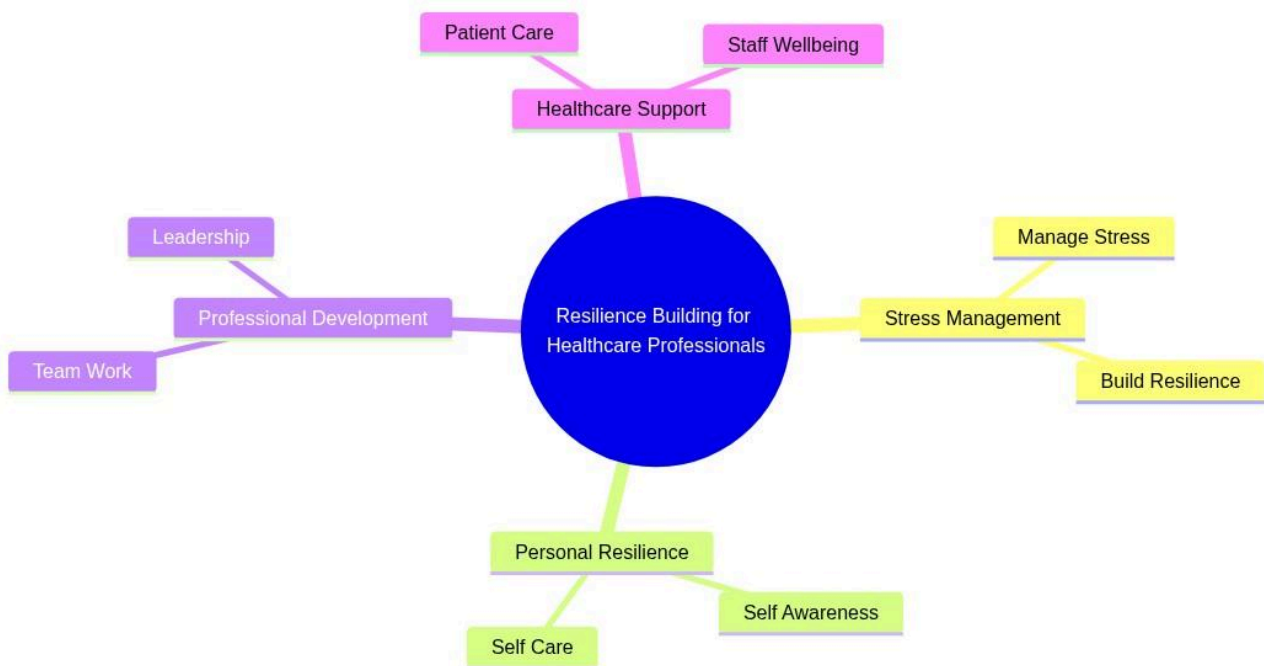 Patient Care
Staff Wellbeing
Healthcare Support
Leadership
Manage Stress
Professional Development
Resilience Building for
Healthcare Professionals
Stress Management
Team Work
Build Resilience
Personal Resilience
Self Awareness
Self Care